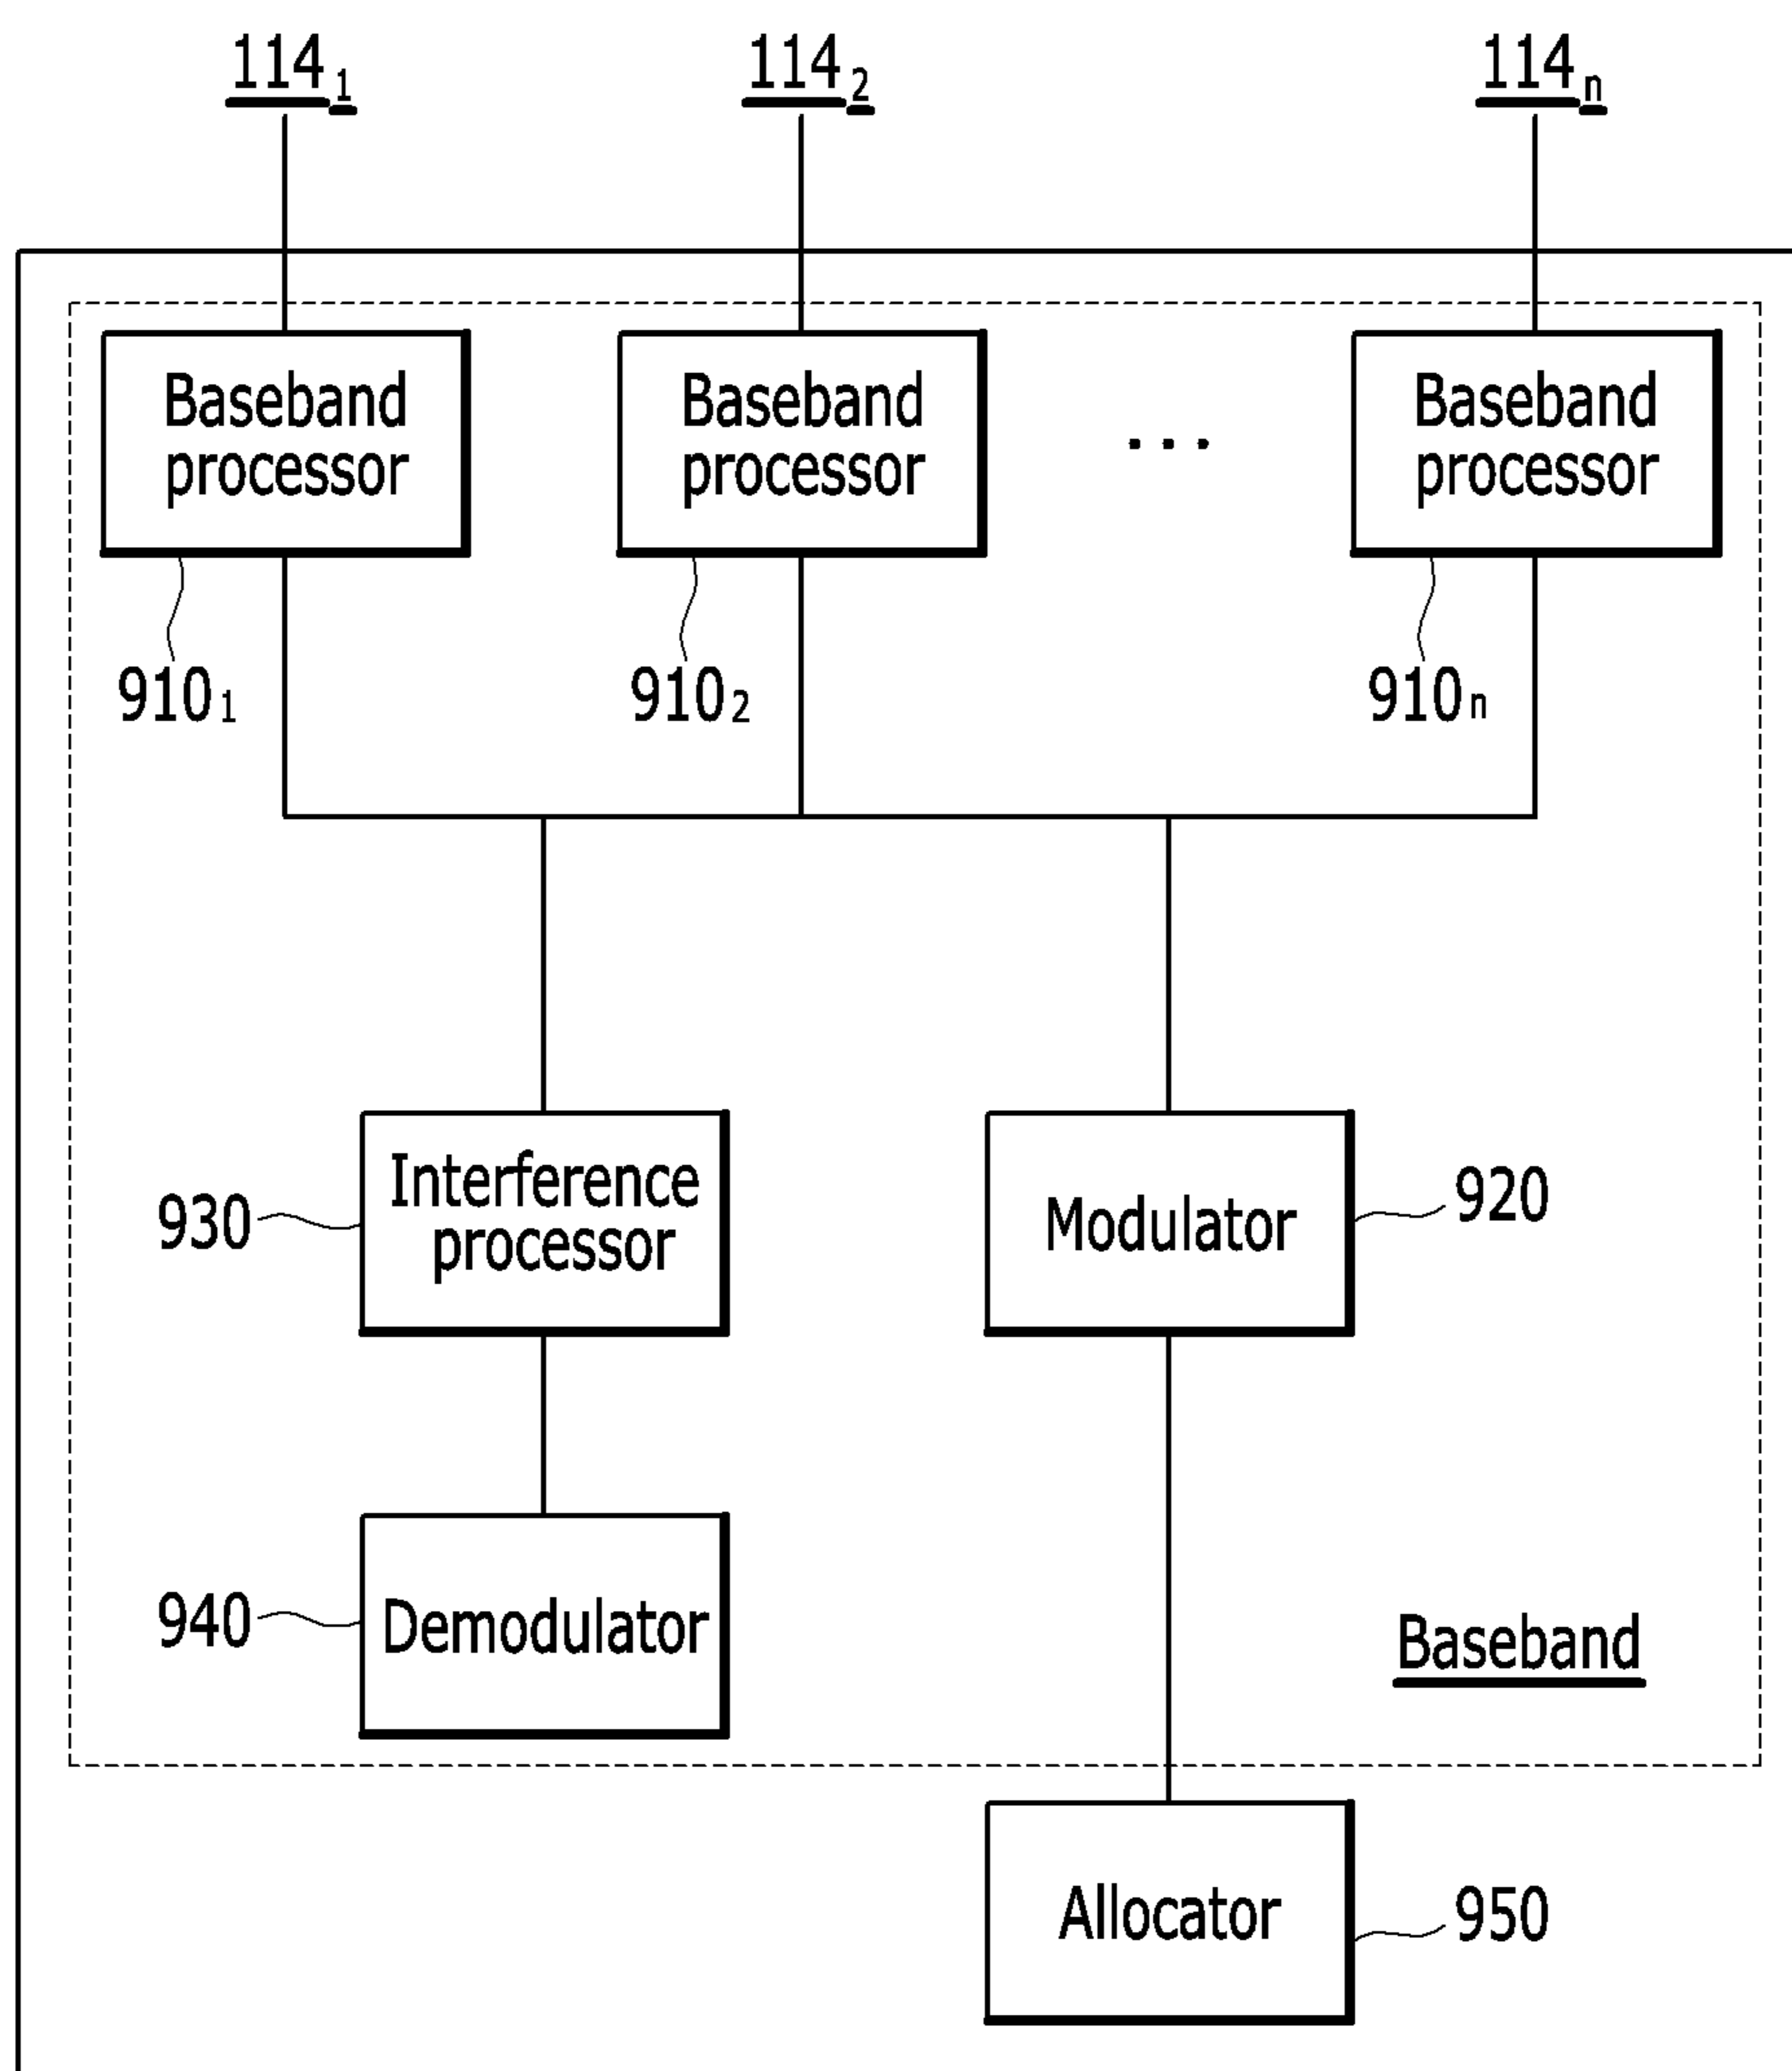 114₁ 114₂ 114ₙ
Baseband processor
Baseband processor
...
Baseband processor
910₁ 910₂ 910ₙ
930
Interference processor
Modulator
920
940
Demodulator
Baseband
Allocator
950